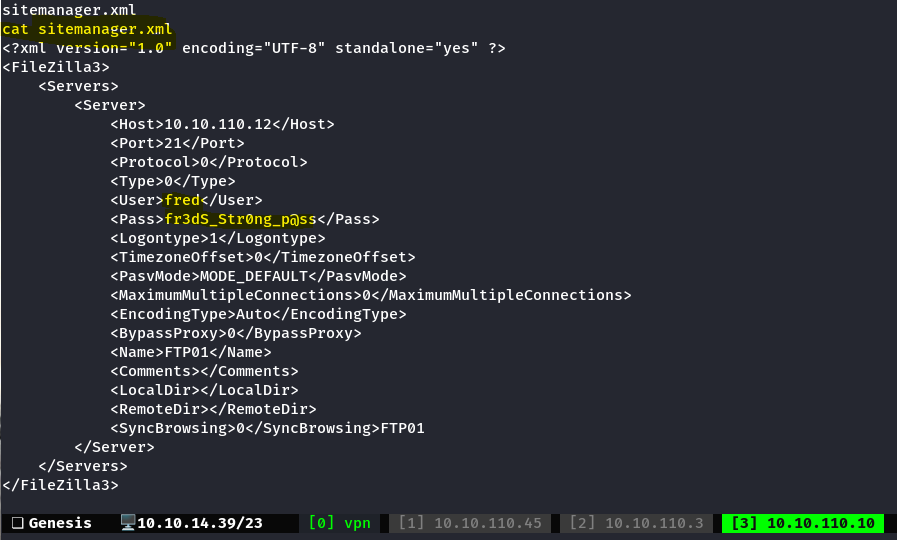 sitemanager.xml
cat sitemanager.xml
<?xml version="1.0" encoding="UTF-8" standalone="yes" ?>
<FileZilla3>
    <Servers>
        <Server>
            <Host>10.10.110.12</Host>
            <Port>21</Port>
            <Protocol>0</Protocol>
            <Type>0</Type>
            <User>fred</User>
            <Pass>fr3dS_Str0ng_p@ss</Pass>
            <Logontype>1</Logontype>
            <TimezoneOffset>0</TimezoneOffset>
            <PasvMode>MODE_DEFAULT</PasvMode>
            <MaximumMultipleConnections>0</MaximumMultipleConnections>
            <EncodingType>Auto</EncodingType>
            <BypassProxy>0</BypassProxy>
            <Name>FTP01</Name>
            <Comments></Comments>
            <LocalDir></LocalDir>
            <RemoteDir></RemoteDir>
            <SyncBrowsing>0</SyncBrowsing>FTP01
        </Server>
    </Servers>
</FileZilla3>
❏ Genesis 🖥️10.10.14.39/23 [0] vpn [1] 10.10.110.45 [2] 10.10.110.3 [3] 10.10.110.10